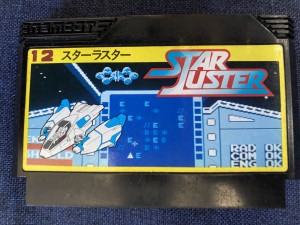 namcot
12 スターラスター
STAR
LUSTER
RAD OK
COM OK
ENG OK